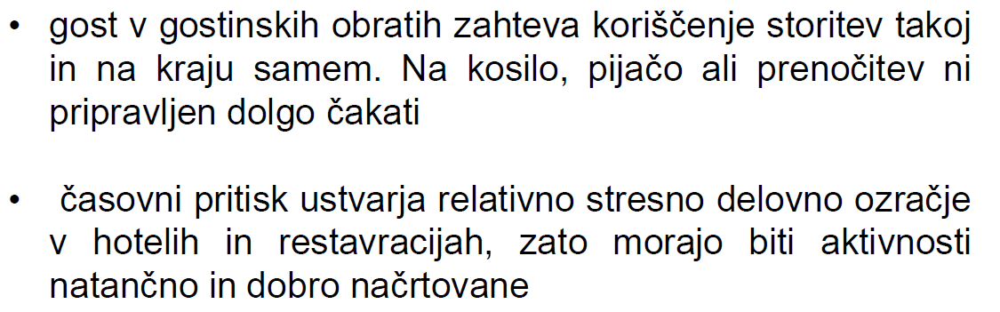 • gost v gostinskih obratih zahteva koriščenje storitev takoj
in na kraju samem. Na kosilo, pijačo ali prenočitev ni
pripravljen dolgo čakati
• časovni pritisk ustvarja relativno stresno delovno ozračje
v hotelih in restavracijah, zato morajo biti aktivnosti
natančno in dobro načrtovane